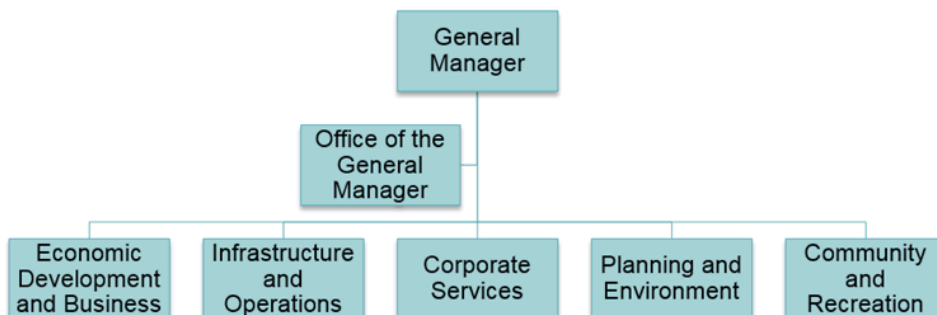 General
Manager
Office of the
General
Manager
Economic
Development
and Business
Infrastructure
and
Operations
Corporate
Services
Planning and
Environment
Community
and
Recreation